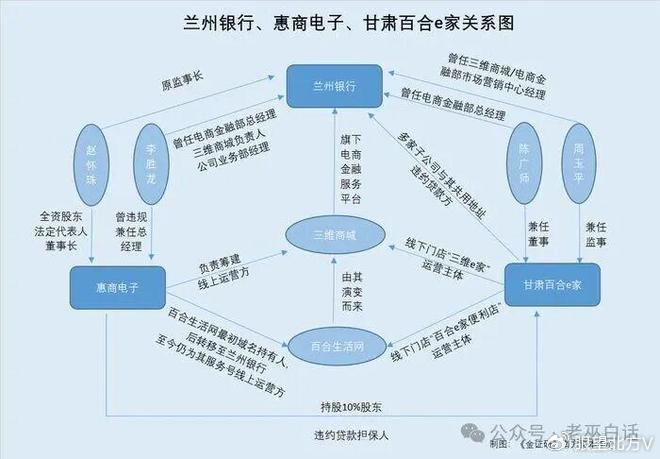 兰州银行、惠商电子、甘肃百合e家关系图
兰州银行
原监事长
曾任电商金融部总经理
三维商城负责人
公司业务部经理
曾任三维商城/电商金
融部市场营销中心经理
曾任电商金融部总经理
赵怀珠
李胜龙
旗下
电商
金融
服务
平台
多家子公司与其共用地址
违约贷款方
陈广师
周玉平
全资股东
法定代表人
董事长
曾违规
兼任总
经理
兼任
董事
兼任
监事
三维商城
惠商电子
负责筹建
线上运营方
线下门店“三维e家”
运营主体
甘肃百合e家
由其
演变
而来
百合生活网最初域名持有人,
后转移至兰州银行
至今仍为其服务号线上运营方
百合生活网
线下门店“百合e家便利店”
运营主体
持股10%股东
违约贷款担保人
公众号·老巫白话
制图：《金证研